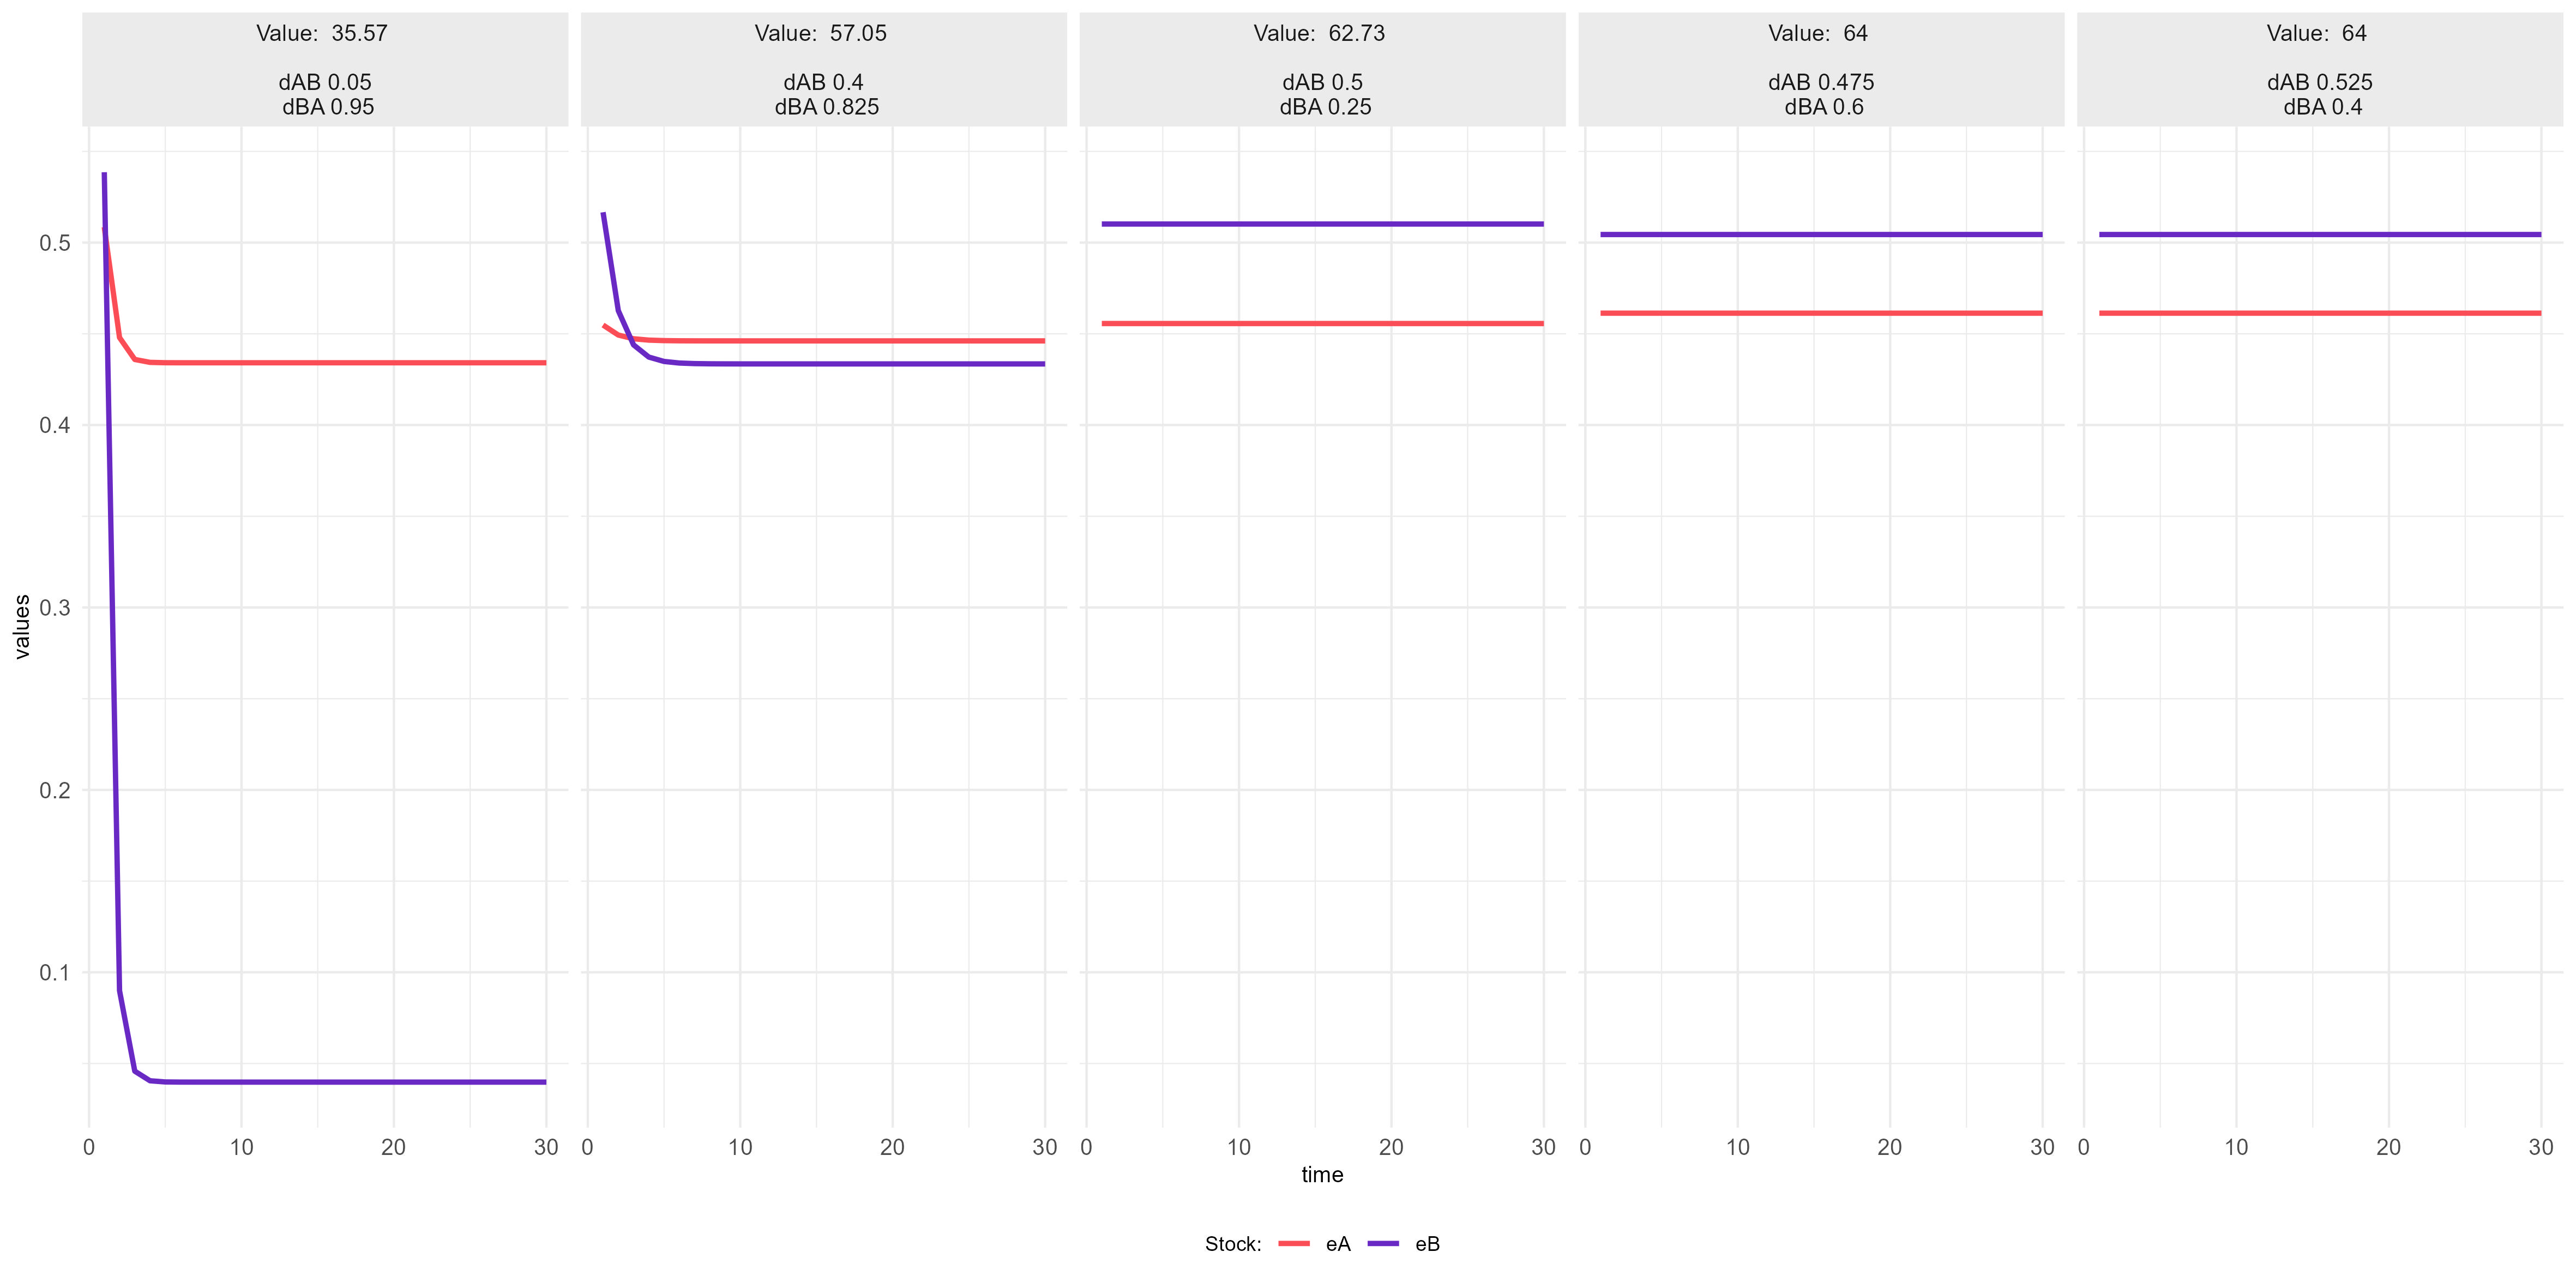 Value:  35.57
dAB 0.05
dBA 0.95
Value:  57.05
dAB 0.4
dBA 0.825
Value:  62.73
dAB 0.5
dBA 0.25
Value:  64
dAB 0.475
dBA 0.6
Value:  64
dAB 0.525
dBA 0.4
values
0.5
0.4
0.3
0.2
0.1
0 10 20 30 0 10 20 30 0 10 20 30 0 10 20 30 0 10 20 30
time
Stock: eA eB